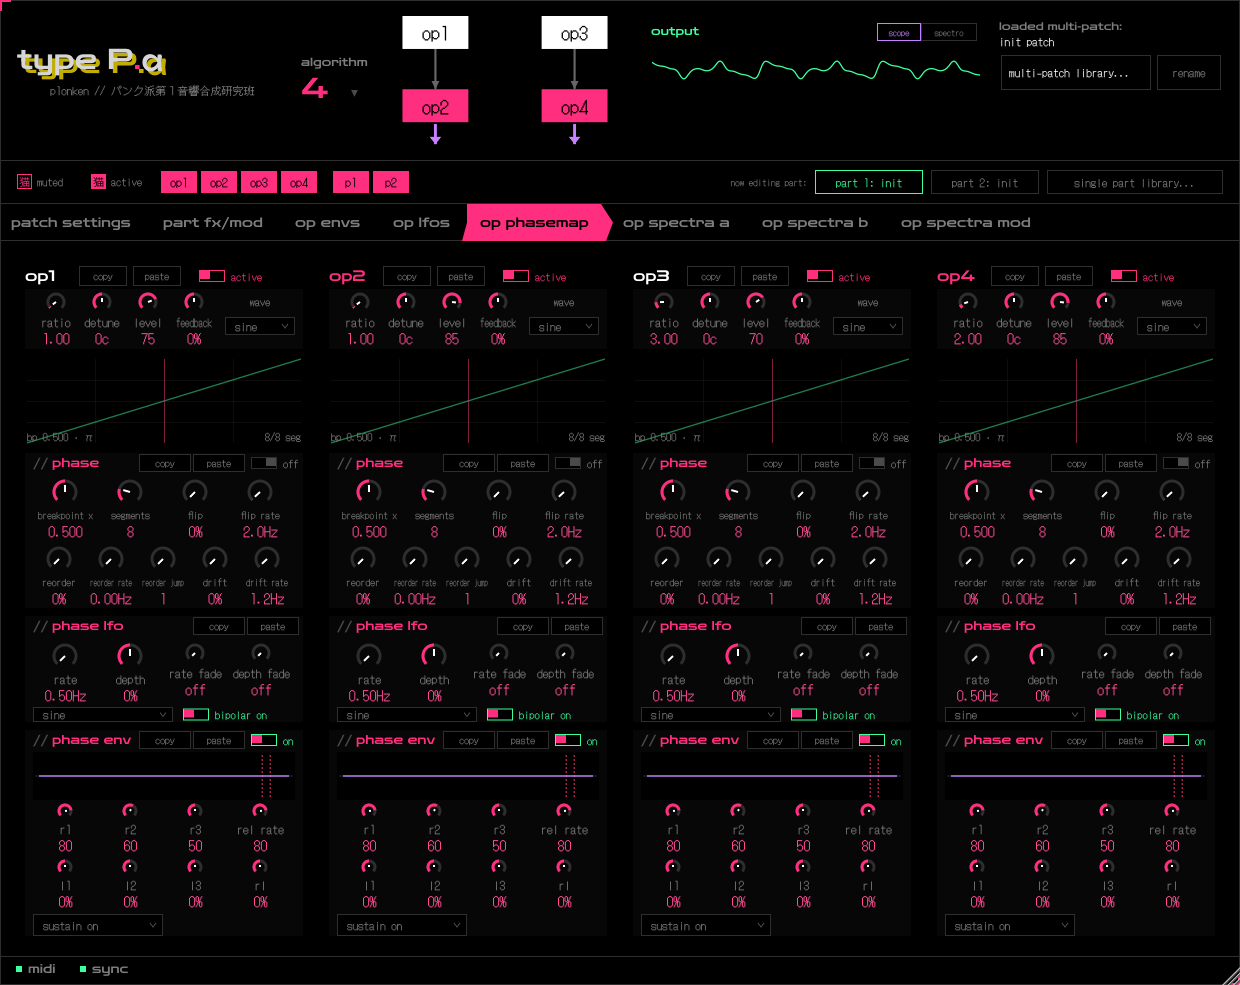 type P.a
plonken // パンク派第1音響合成研究班
algorithm
4
op1
op3
op2
op4
output
scope
spectro
loaded multi-patch:
init patch
multi-patch library...
rename
猫 muted
猫 active
op1 op2 op3 op4 p1 p2
now editing part:
part 1: init
part 2: init
single part library...
patch settings
part fx/mod
op envs
op lfos
op phasemap
op spectra a
op spectra b
op spectra mod
op1 copy paste active
wave
ratio detune level feedback sine
1.00 0c 75 0%
bp 0.500 · π 8/8 seg
// phase copy paste off
breakpoint x segments flip flip rate
0.500 8 0% 2.0Hz
reorder reorder rate reorder jump drift drift rate
0% 0.00Hz 1 0% 1.2Hz
// phase lfo copy paste
rate depth rate fade depth fade
0.50Hz 0% off off
sine bipolar on
// phase env copy paste on
r1 r2 r3 rel rate
80 60 50 80
l1 l2 l3 rl
0% 0% 0% 0%
sustain on
op2 copy paste active
wave
ratio detune level feedback sine
1.00 0c 85 0%
bp 0.500 · π 8/8 seg
// phase copy paste off
breakpoint x segments flip flip rate
0.500 8 0% 2.0Hz
reorder reorder rate reorder jump drift drift rate
0% 0.00Hz 1 0% 1.2Hz
// phase lfo copy paste
rate depth rate fade depth fade
0.50Hz 0% off off
sine bipolar on
// phase env copy paste on
r1 r2 r3 rel rate
80 60 50 80
l1 l2 l3 rl
0% 0% 0% 0%
sustain on
op3 copy paste active
wave
ratio detune level feedback sine
3.00 0c 70 0%
bp 0.500 · π 8/8 seg
// phase copy paste off
breakpoint x segments flip flip rate
0.500 8 0% 2.0Hz
reorder reorder rate reorder jump drift drift rate
0% 0.00Hz 1 0% 1.2Hz
// phase lfo copy paste
rate depth rate fade depth fade
0.50Hz 0% off off
sine bipolar on
// phase env copy paste on
r1 r2 r3 rel rate
80 60 50 80
l1 l2 l3 rl
0% 0% 0% 0%
sustain on
op4 copy paste active
wave
ratio detune level feedback sine
2.00 0c 85 0%
bp 0.500 · π 8/8 seg
// phase copy paste off
breakpoint x segments flip flip rate
0.500 8 0% 2.0Hz
reorder reorder rate reorder jump drift drift rate
0% 0.00Hz 1 0% 1.2Hz
// phase lfo copy paste
rate depth rate fade depth fade
0.50Hz 0% off off
sine bipolar on
// phase env copy paste on
r1 r2 r3 rel rate
80 60 50 80
l1 l2 l3 rl
0% 0% 0% 0%
sustain on
midi sync